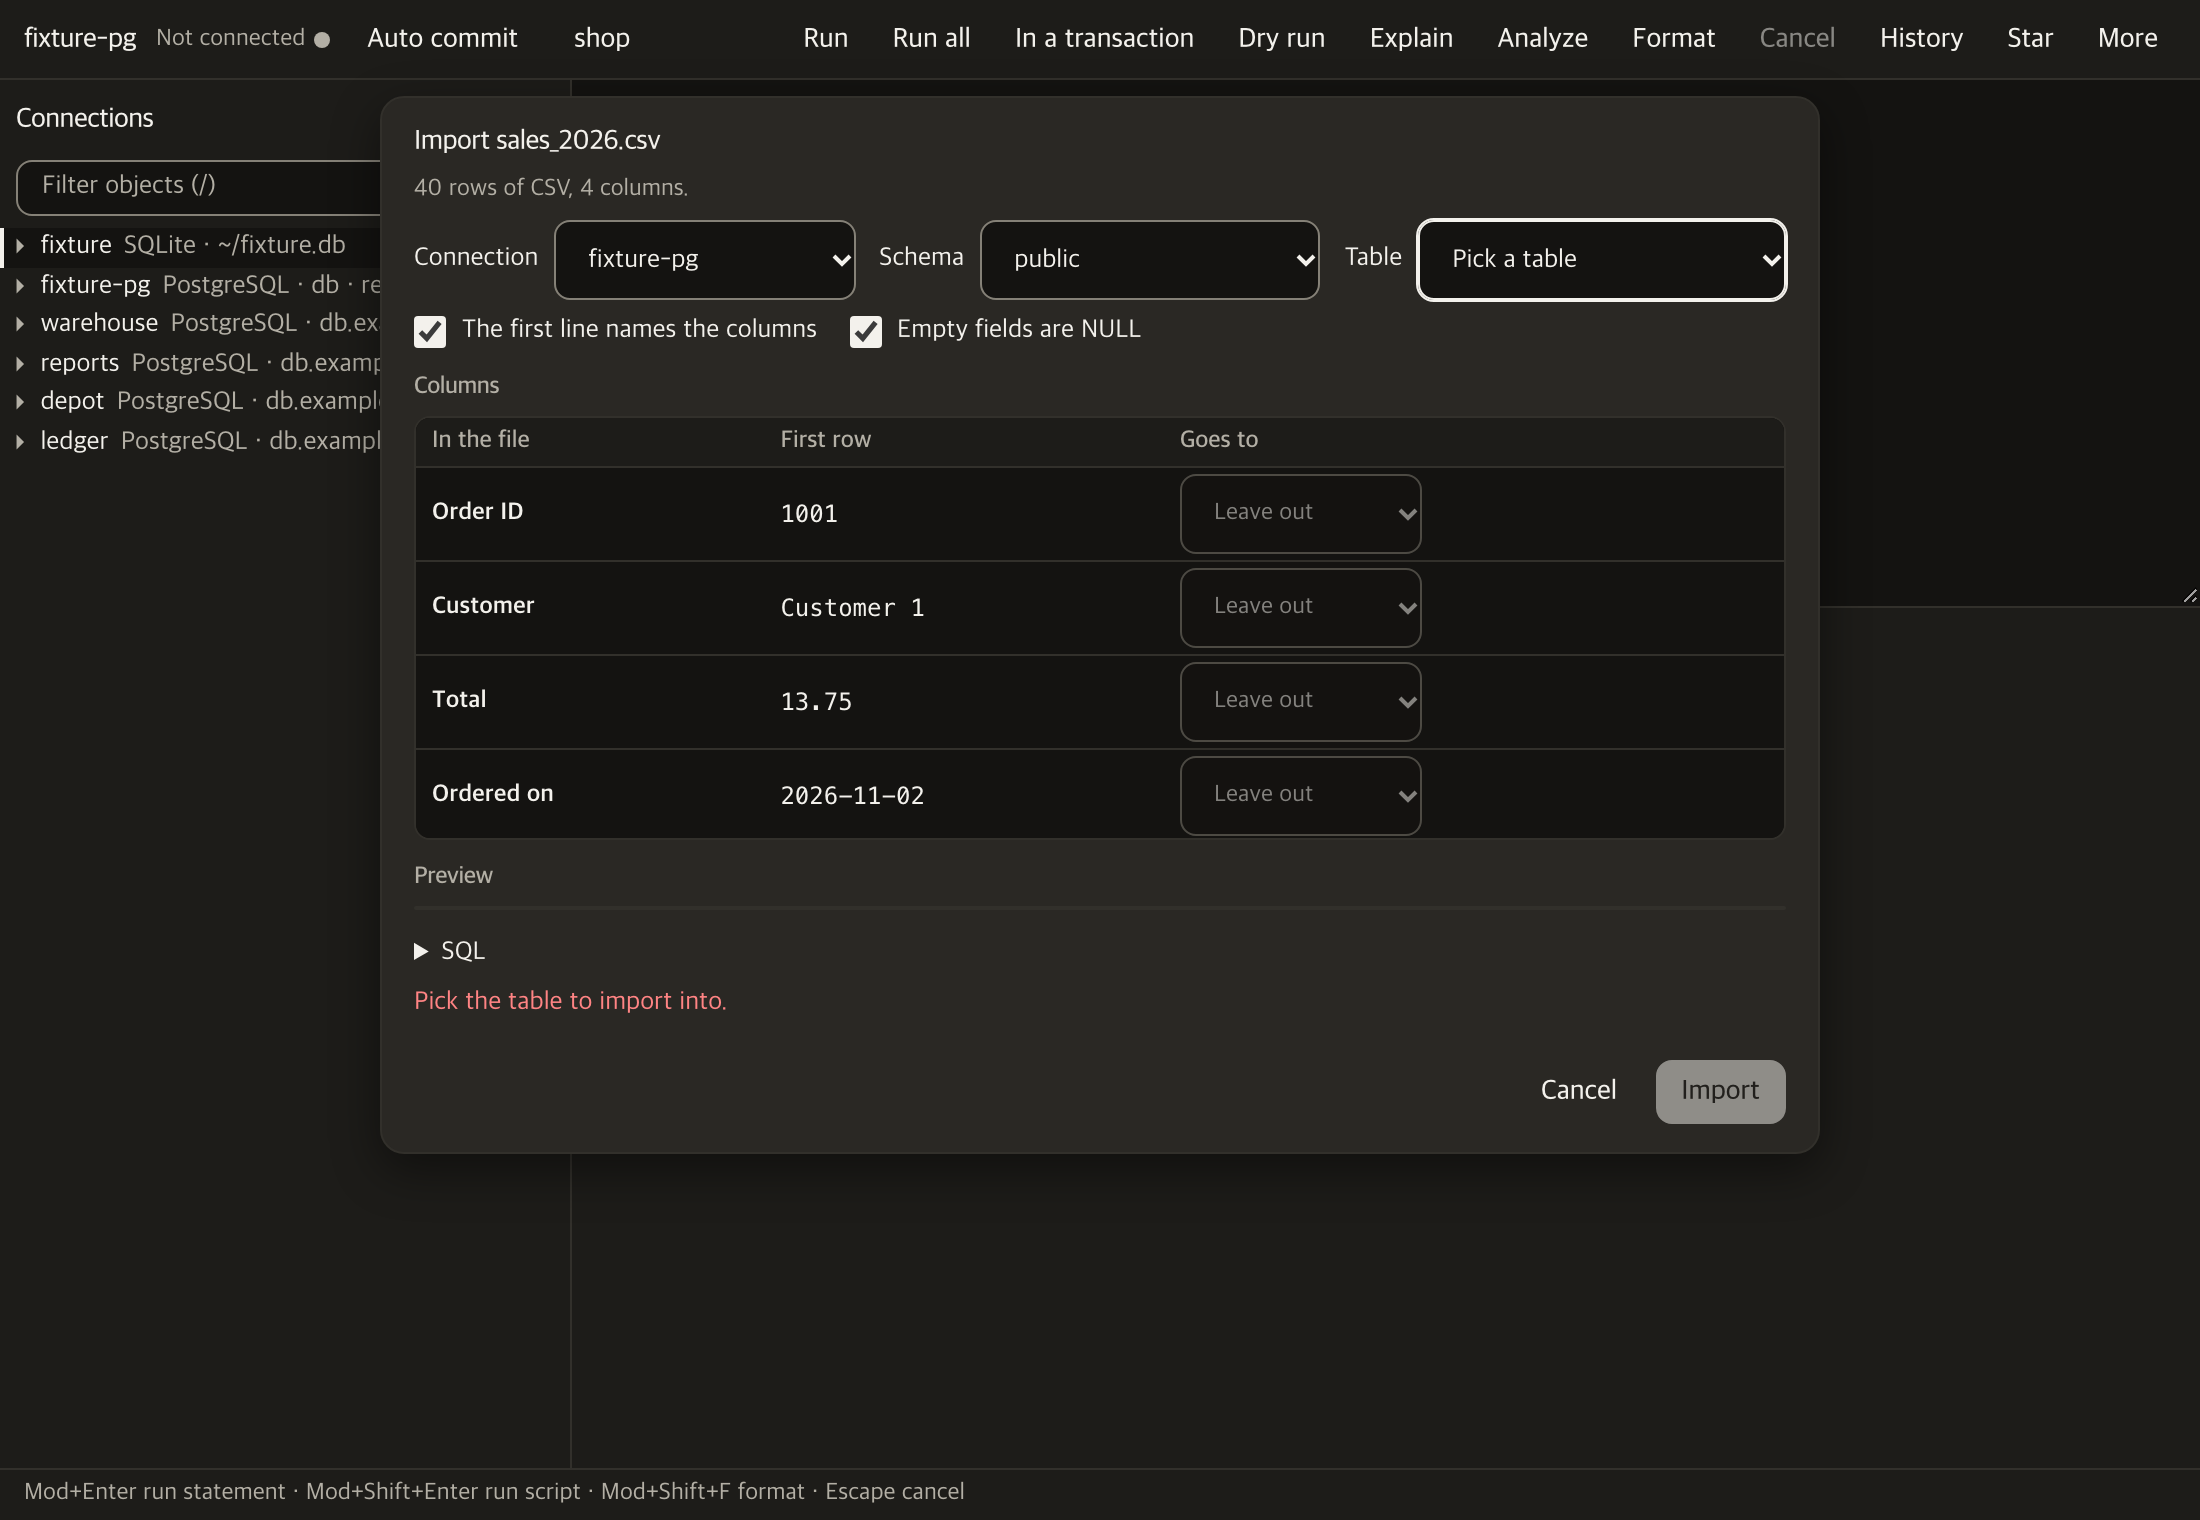 fixture-pg Not connected Auto commit shop Run Run all In a transaction Dry run Explain Analyze Format Cancel History Star More
Connections
Filter objects (/)
fixture SQLite · ~/fixture.db
fixture-pg PostgreSQL · db · re
warehouse PostgreSQL · db.ex
reports PostgreSQL · db.examp
depot PostgreSQL · db.exampl
ledger PostgreSQL · db.exampl
Import sales_2026.csv
40 rows of CSV, 4 columns.
Connection fixture-pg Schema public Table Pick a table
The first line names the columns Empty fields are NULL
Columns
In the file First row Goes to
Order ID 1001 Leave out
Customer Customer 1 Leave out
Total 13.75 Leave out
Ordered on 2026-11-02 Leave out
Preview
SQL
Pick the table to import into.
Cancel Import
Mod+Enter run statement · Mod+Shift+Enter run script · Mod+Shift+F format · Escape cancel